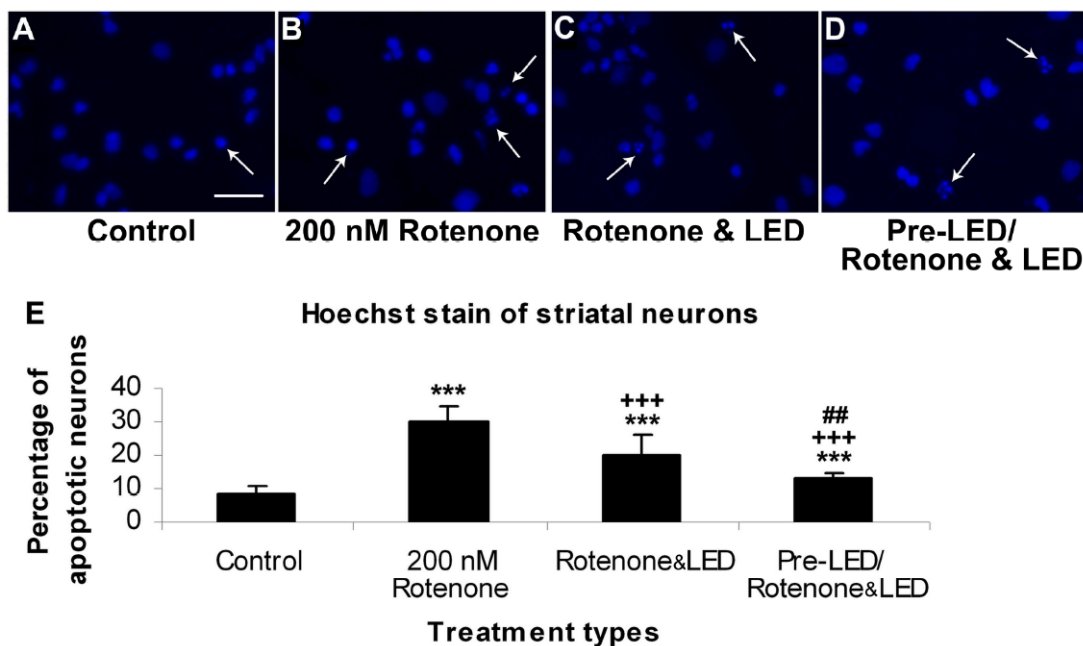 A
B
C
D
Control
200 nM Rotenone
Rotenone & LED
Pre-LED/
Rotenone & LED
E
Hoechst stain of striatal neurons
Percentage of
apoptotic neurons
40
30
20
10
0
***
+++
***
##
+++
***
Control
200 nM
Rotenone
Rotenone&LED
Pre-LED/
Rotenone&LED
Treatment types